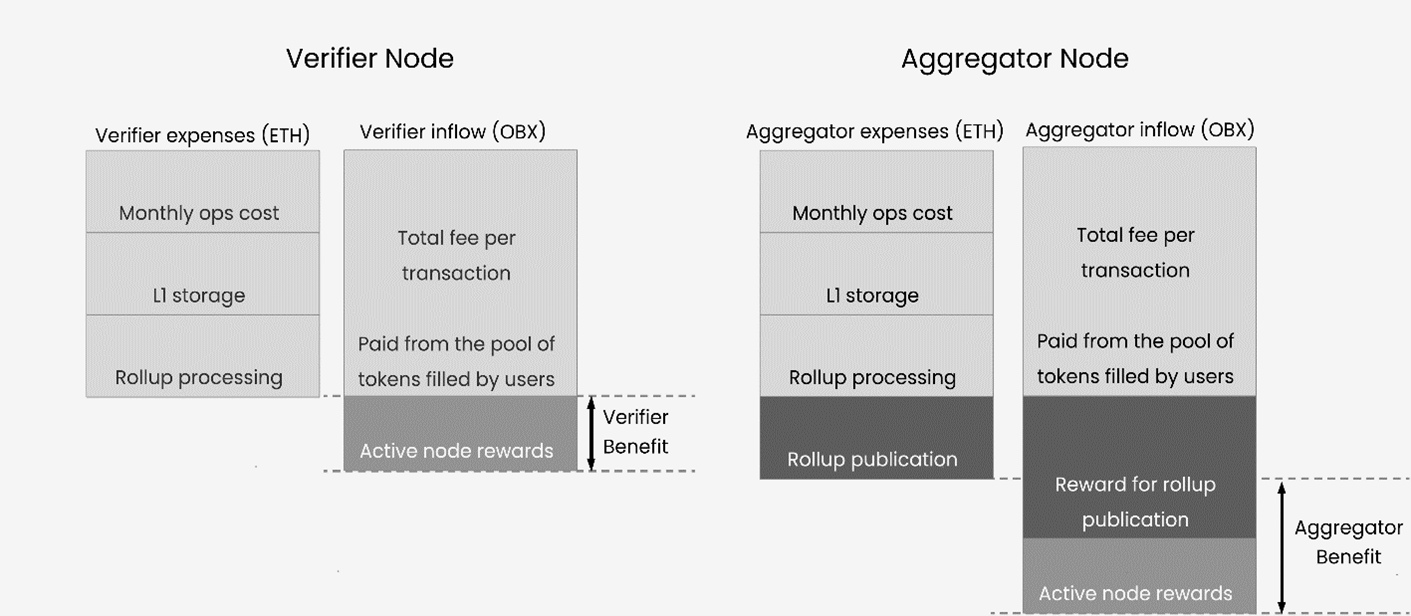 Verifier Node
Verifier expenses (ETH)
Monthly ops cost
L1 storage
Rollup processing
Verifier inflow (OBX)
Total fee per
transaction
Paid from the pool of
tokens filled by users
Active node rewards
Verifier
Benefit
Aggregator Node
Aggregator expenses (ETH)
Monthly ops cost
L1 storage
Rollup processing
Rollup publication
Aggregator inflow (OBX)
Total fee per
transaction
Paid from the pool of
tokens filled by users
Reward for rollup
publication
Active node rewards
Aggregator
Benefit